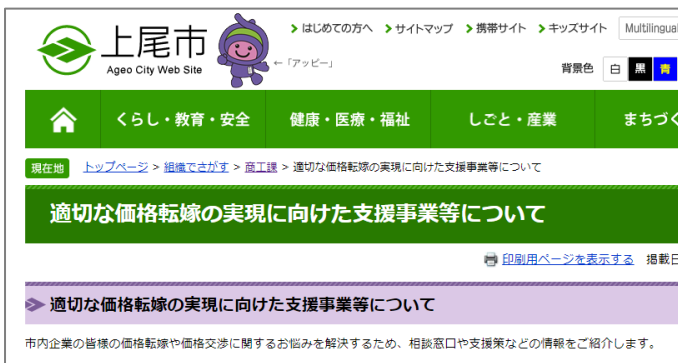 はじめての方へ サイトマップ 携帯サイト キッズサイト Multilingual
上尾市
Ageo City Web Site
←「アッピー」
背景色 白 黒 青
くらし・教育・安全 健康・医療・福祉 しごと・産業 まちづく
現在地 トップページ > 組織でさがす > 商工課 > 適切な価格転嫁の実現に向けた支援事業等について
適切な価格転嫁の実現に向けた支援事業等について
印刷用ページを表示する 掲載日
適切な価格転嫁の実現に向けた支援事業等について
市内企業の皆様の価格転嫁や価格交渉に関するお悩みを解決するため、相談窓口や支援策などの情報をご紹介します。